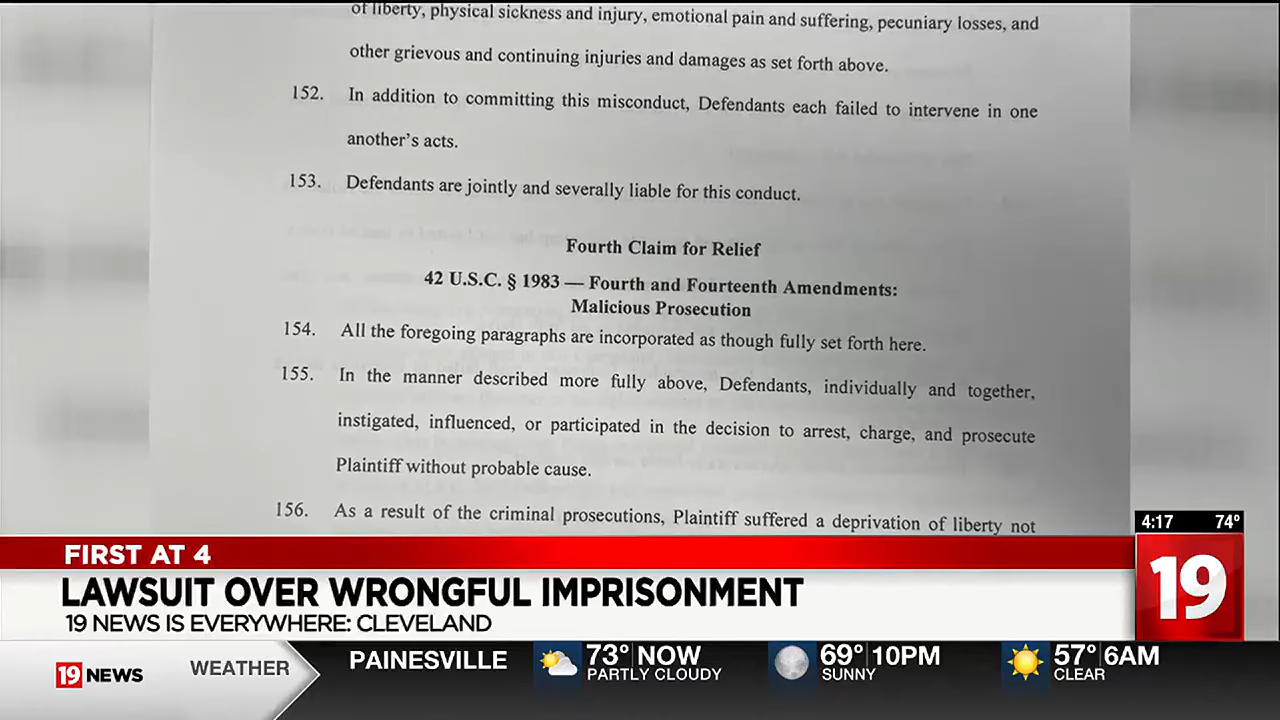 of liberty, physical sickness and injury, emotional pain and suffering, pecuniary losses, and
other grievous and continuing injuries and damages as set forth above.
152. In addition to committing this misconduct, Defendants each failed to intervene in one
another's acts.
153. Defendants are jointly and severally liable for this conduct.
Fourth Claim for Relief
42 U.S.C. § 1983 — Fourth and Fourteenth Amendments:
Malicious Prosecution
154. All the foregoing paragraphs are incorporated as though fully set forth here.
155. In the manner described more fully above, Defendants, individually and together,
instigated, influenced, or participated in the decision to arrest, charge, and prosecute
Plaintiff without probable cause.
156. As a result of the criminal prosecutions, Plaintiff suffered a deprivation of liberty not
4:17 74°
19
FIRST AT 4
LAWSUIT OVER WRONGFUL IMPRISONMENT
19 NEWS IS EVERYWHERE: CLEVELAND
19 NEWS WEATHER PAINESVILLE 73° NOW PARTLY CLOUDY 69° 10PM SUNNY 57° 6AM CLEAR